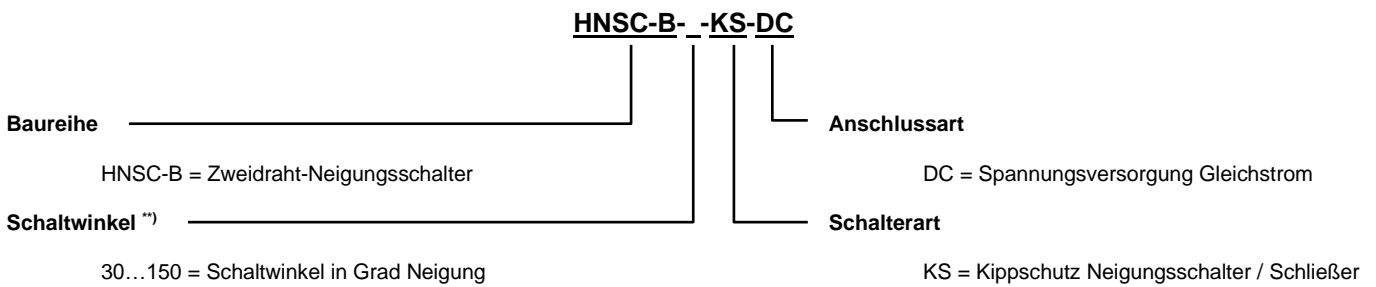 HNSC-B-_-KS-DC
Baureihe
HNSC-B = Zweidraht-Neigungsschalter
Schaltwinkel **)
30…150 = Schaltwinkel in Grad Neigung
Anschlussart
DC = Spannungsversorgung Gleichstrom
Schalterart
KS = Kippschutz Neigungsschalter / Schließer